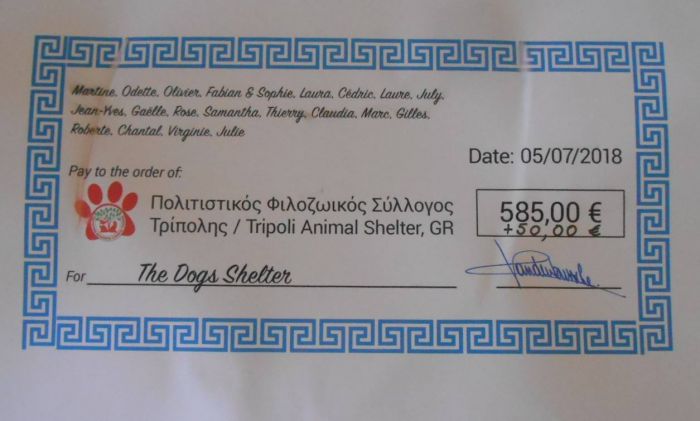 Martine, Odette, Olivier, Fabian & Sophie, Laura, Cédric, Laure, July,
Jean-Yves, Gaëlle, Rose, Samantha, Thierry, Claudia, Marc, Gilles,
Roberte, Chantal, Virginie, Julie
Date: 05/07/2018
Pay to the order of:
Πολιτιστικός Φιλοζωικός Σύλλογος
Τρίπολης / Tripoli Animal Shelter, GR
585,00 €
+50,00 €
For The Dogs Shelter